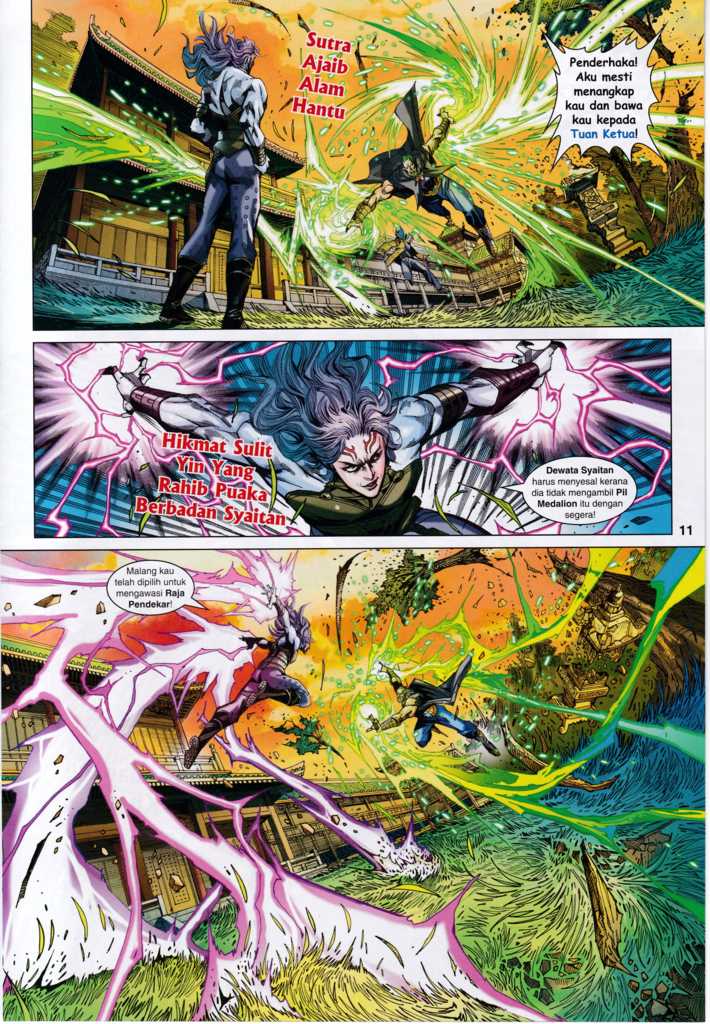 Sutra
Ajaib
Alam
Hantu
Penderhaka!
Aku mesti
menangkap
kau dan bawa
kau kepada
Tuan Ketua!
Hikmat Sulit
Yin Yang
Rahib Puaka
Berbadan Syaitan
Dewata Syaitan
harus menyesal kerana
dia tidak mengambil Pil
Medalion itu dengan
segera!
11
Malang kau
telah dipilih untuk
mengawasi Raja
Pendekar!